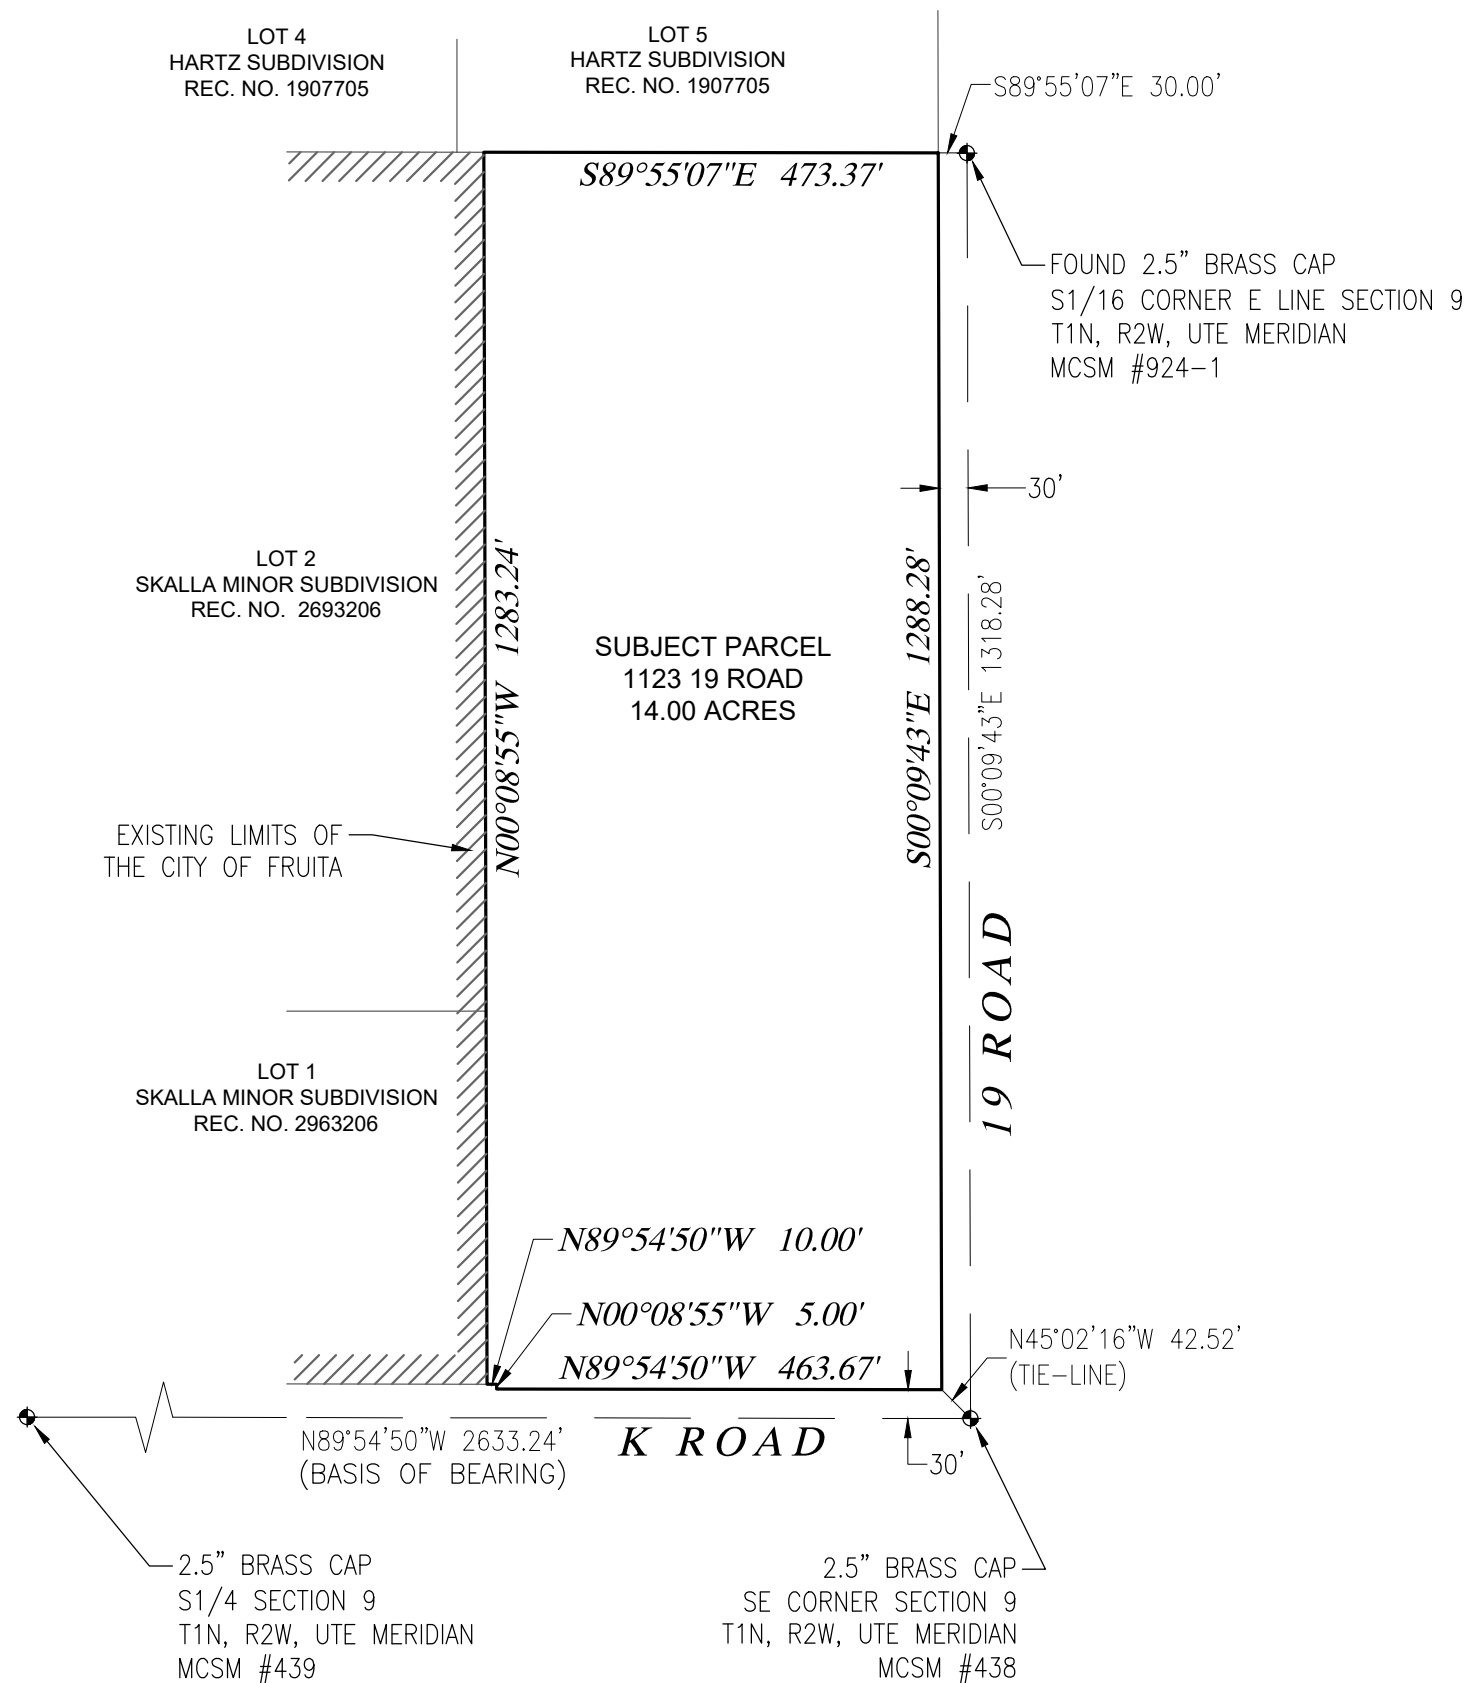 LOT 4
HARTZ SUBDIVISION
REC. NO. 1907705
LOT 5
HARTZ SUBDIVISION
REC. NO. 1907705
S89°55'07"E 30.00'
S89°55'07"E 473.37'
FOUND 2.5" BRASS CAP
S1/16 CORNER E LINE SECTION 9
T1N, R2W, UTE MERIDIAN
MCSM #924-1
30'
LOT 2
SKALLA MINOR SUBDIVISION
REC. NO. 2693206
N00°08'55"W 1283.24'
SUBJECT PARCEL
1123 19 ROAD
14.00 ACRES
S00°09'43"E 1288.28'
S00°09'43"E 1318.28'
EXISTING LIMITS OF
THE CITY OF FRUITA
19 ROAD
LOT 1
SKALLA MINOR SUBDIVISION
REC. NO. 2963206
N89°54'50"W 10.00'
N00°08'55"W 5.00'
N89°54'50"W 463.67'
N45°02'16"W 42.52'
(TIE-LINE)
N89°54'50"W 2633.24'
(BASIS OF BEARING)
K ROAD
30'
2.5" BRASS CAP
S1/4 SECTION 9
T1N, R2W, UTE MERIDIAN
MCSM #439
2.5" BRASS CAP
SE CORNER SECTION 9
T1N, R2W, UTE MERIDIAN
MCSM #438